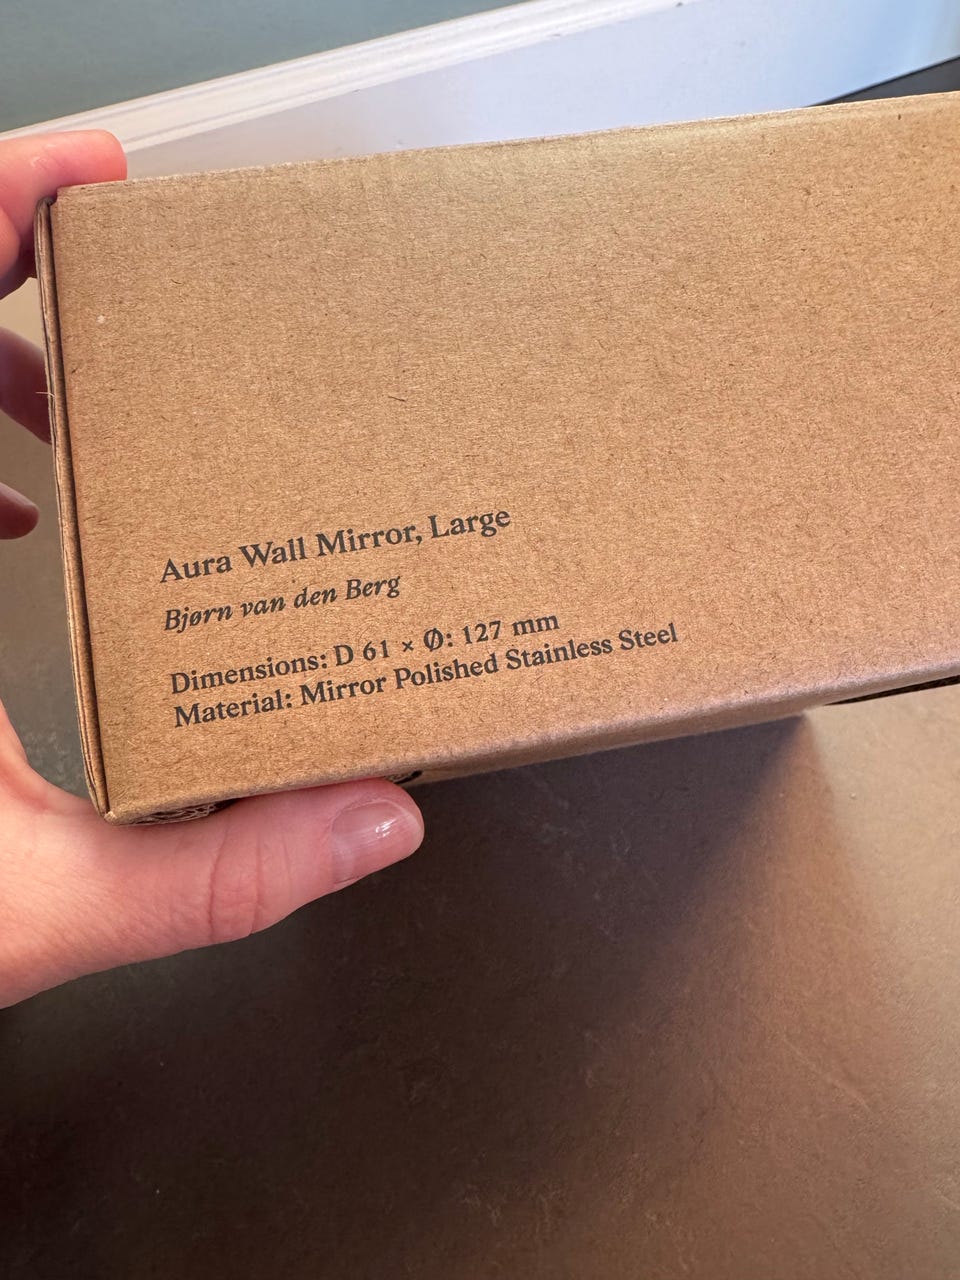 Aura Wall Mirror, Large
Bjørn van den Berg
Dimensions: D 61 × Ø: 127 mm
Material: Mirror Polished Stainless Steel